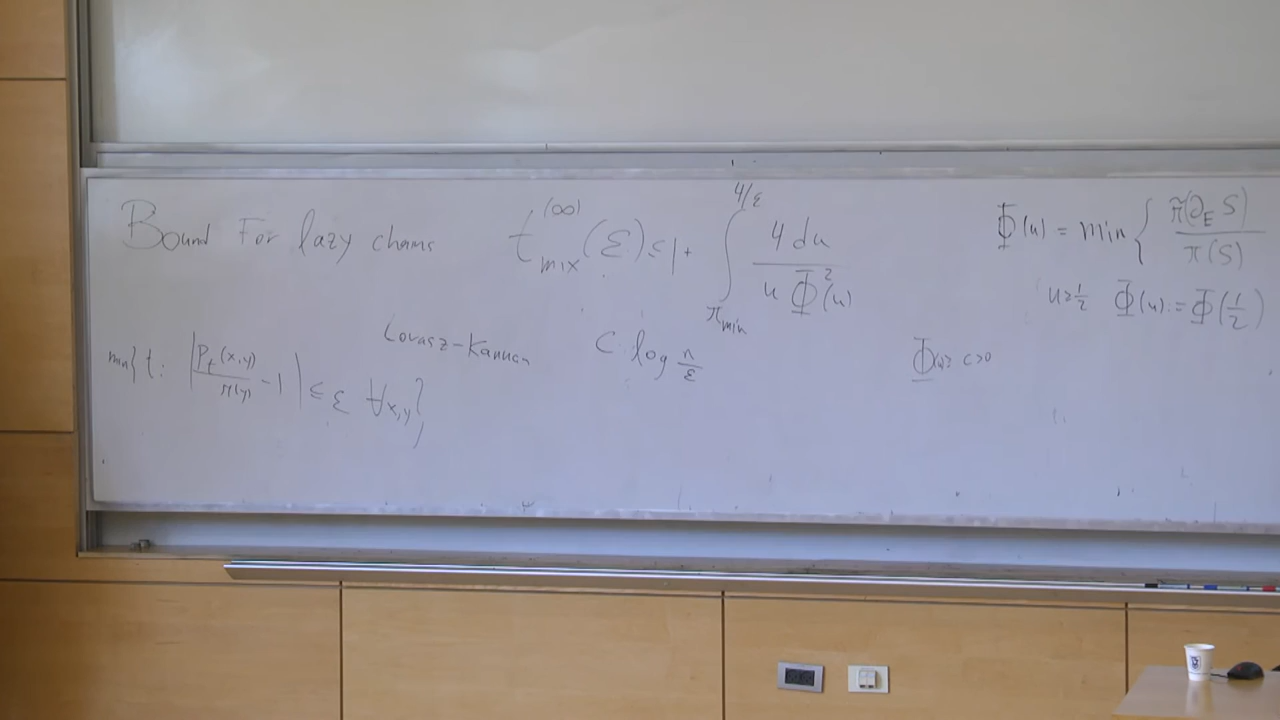 Bound For lazy chains t_mix^(∞) (ε) ≤ 1 + ∫_{π_min}^{4/ε} 4 du / u Φ²(u)
Φ(u) = min { π(∂_E S) / π(S)
u ≥ 1/2 Φ(u) := Φ(1/2)
Lovasz-Kannan C log n/ε
Φ(u) ≥ c > 0
min{ t: | P_t(x,y) / π(y) - 1 | ≤ ε ∀x,y }